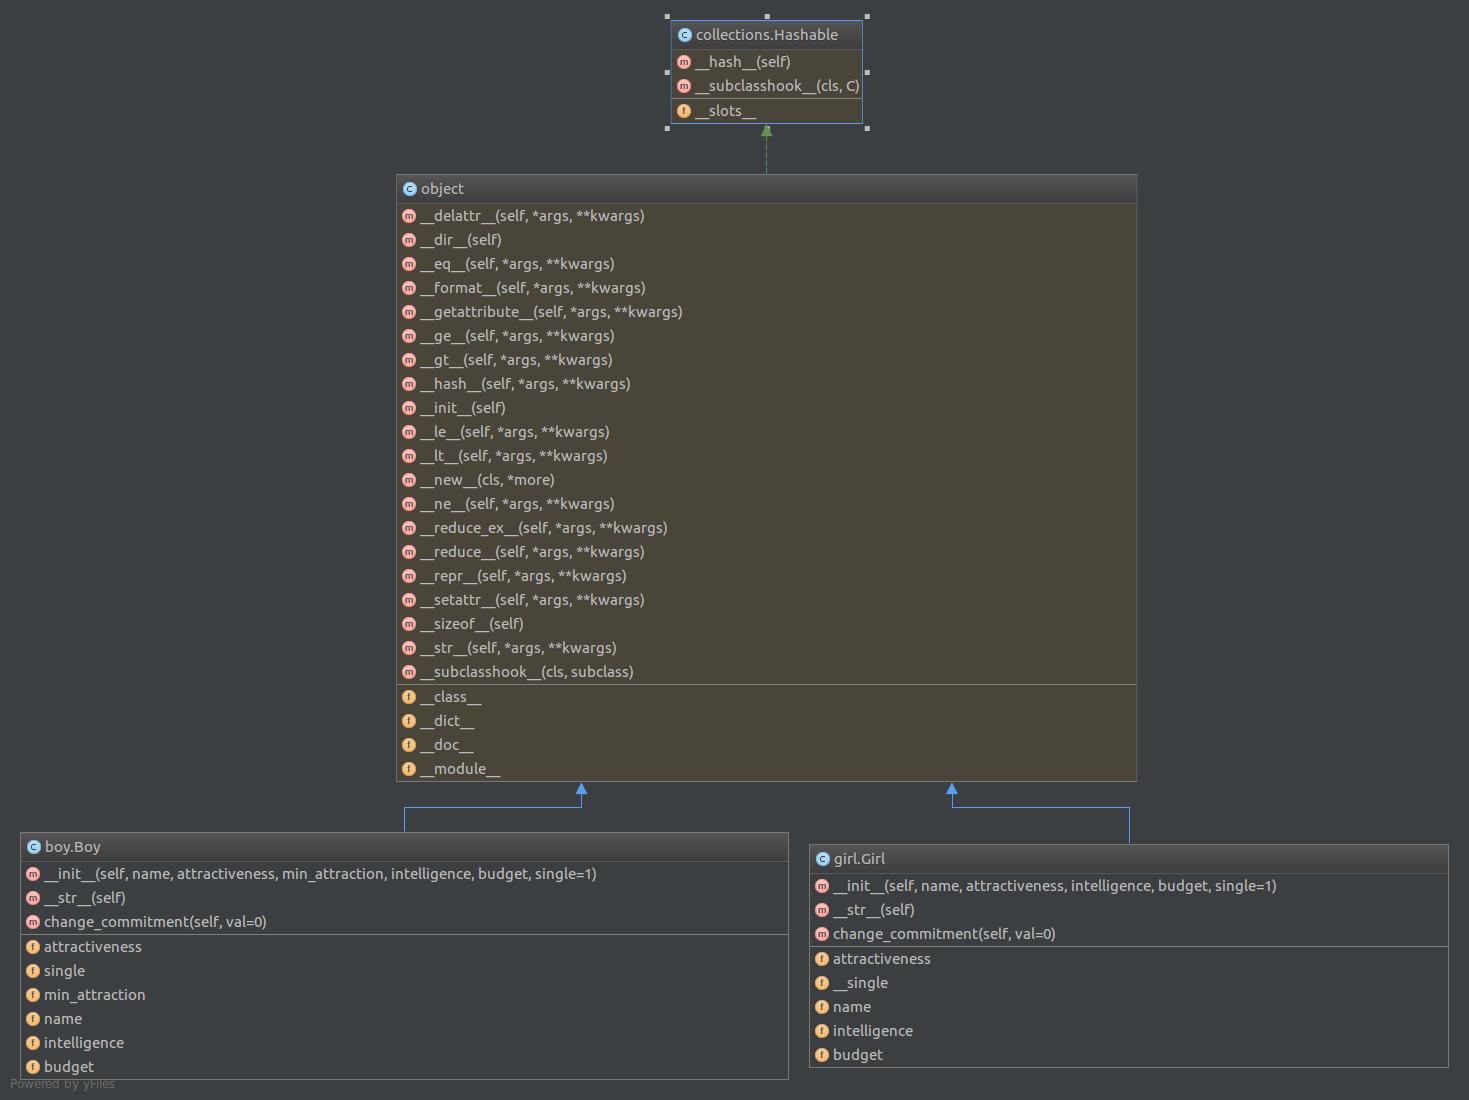 collections.Hashable
__hash__(self)
__subclasshook__(cls, C)
__slots__
object
__delattr__(self, *args, **kwargs)
__dir__(self)
__eq__(self, *args, **kwargs)
__format__(self, *args, **kwargs)
__getattribute__(self, *args, **kwargs)
__ge__(self, *args, **kwargs)
__gt__(self, *args, **kwargs)
__hash__(self, *args, **kwargs)
__init__(self)
__le__(self, *args, **kwargs)
__lt__(self, *args, **kwargs)
__new__(cls, *more)
__ne__(self, *args, **kwargs)
__reduce_ex__(self, *args, **kwargs)
__reduce__(self, *args, **kwargs)
__repr__(self, *args, **kwargs)
__setattr__(self, *args, **kwargs)
__sizeof__(self)
__str__(self, *args, **kwargs)
__subclasshook__(cls, subclass)
__class__
__dict__
__doc__
__module__
boy.Boy
__init__(self, name, attractiveness, min_attraction, intelligence, budget, single=1)
__str__(self)
change_commitment(self, val=0)
attractiveness
single
min_attraction
name
intelligence
budget
girl.Girl
__init__(self, name, attractiveness, intelligence, budget, single=1)
__str__(self)
change_commitment(self, val=0)
attractiveness
__single
name
intelligence
budget
Powered by yFiles